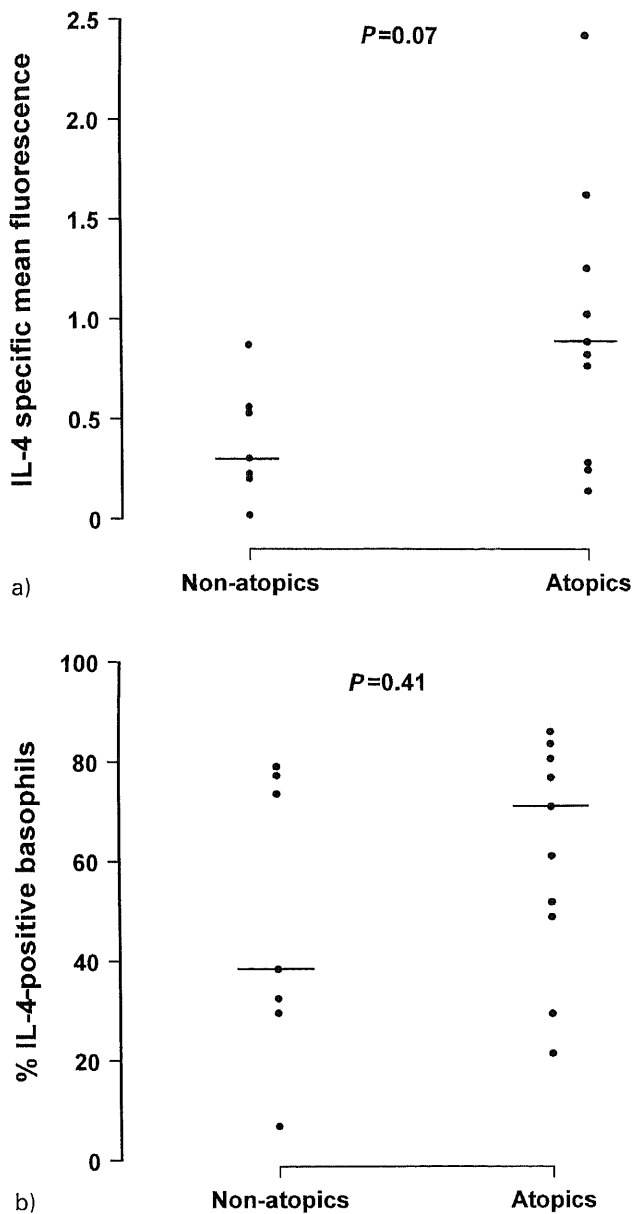 2.5
P=0.07
2.0
1.5
1.0
0.5
0
IL-4 specific mean fluorescence
Non-atopics
Atopics
a)
100
P=0.41
80
60
40
20
0
% IL-4-positive basophils
Non-atopics
Atopics
b)